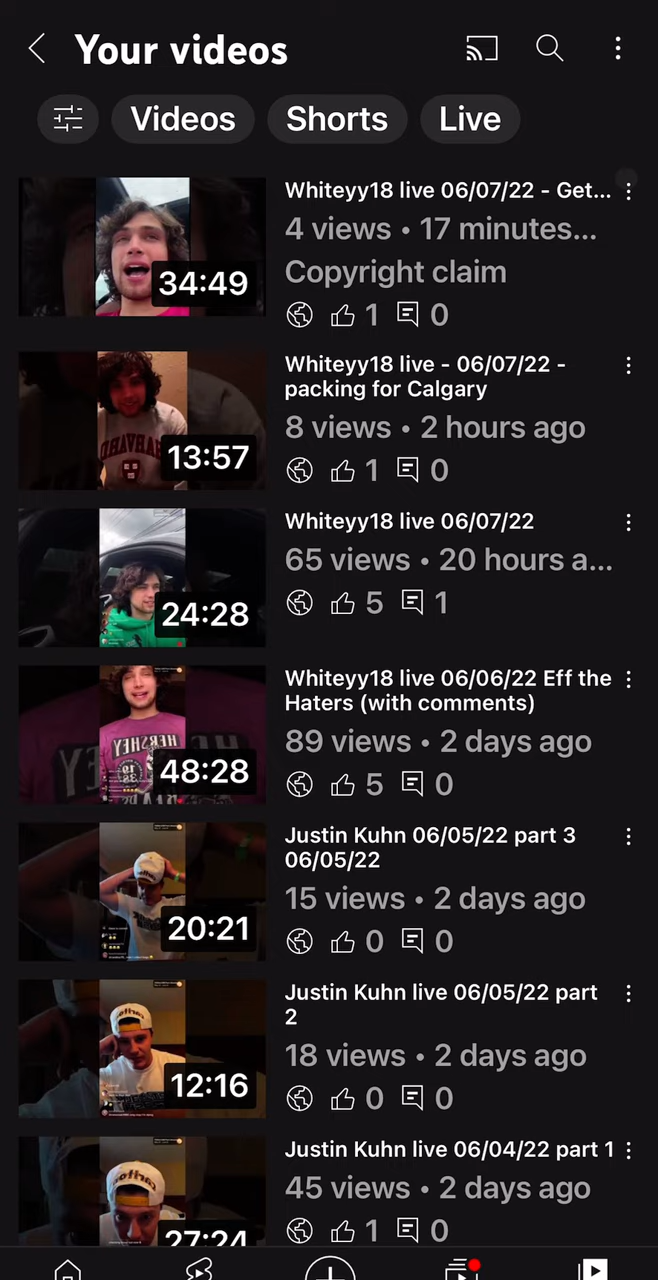 Your videos
Videos
Shorts
Live
Whiteyy18 live 06/07/22 - Get...
4 views • 17 minutes...
Copyright claim
1
0
34:49
Whiteyy18 live - 06/07/22 -
packing for Calgary
8 views • 2 hours ago
1
0
13:57
Whiteyy18 live 06/07/22
65 views • 20 hours a...
5
1
24:28
Whiteyy18 live 06/06/22 Eff the
Haters (with comments)
89 views • 2 days ago
5
0
HERSHEY
48:28
Justin Kuhn 06/05/22 part 3
06/05/22
15 views • 2 days ago
0
0
20:21
Justin Kuhn live 06/05/22 part
2
18 views • 2 days ago
0
0
12:16
Justin Kuhn live 06/04/22 part 1
45 views • 2 days ago
1
0
27:24